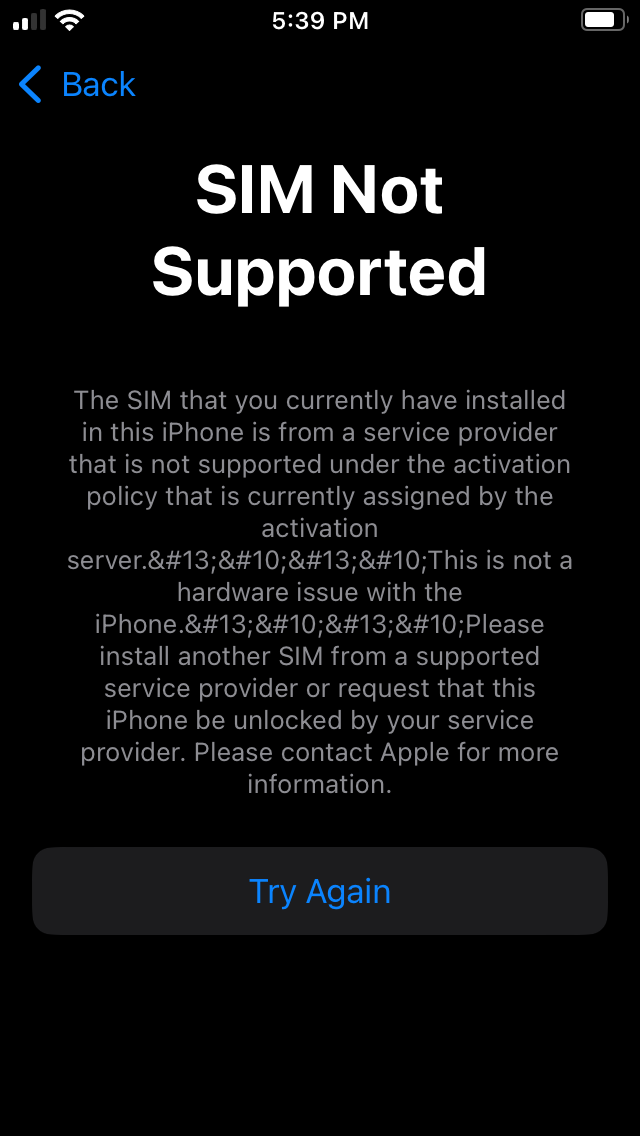 5:39 PM
Back
SIM Not
Supported
The SIM that you currently have installed
in this iPhone is from a service provider
that is not supported under the activation
policy that is currently assigned by the
activation
server.&#13;&#10;&#13;&#10;This is not a
hardware issue with the
iPhone.&#13;&#10;&#13;&#10;Please
install another SIM from a supported
service provider or request that this
iPhone be unlocked by your service
provider. Please contact Apple for more
information.
Try Again